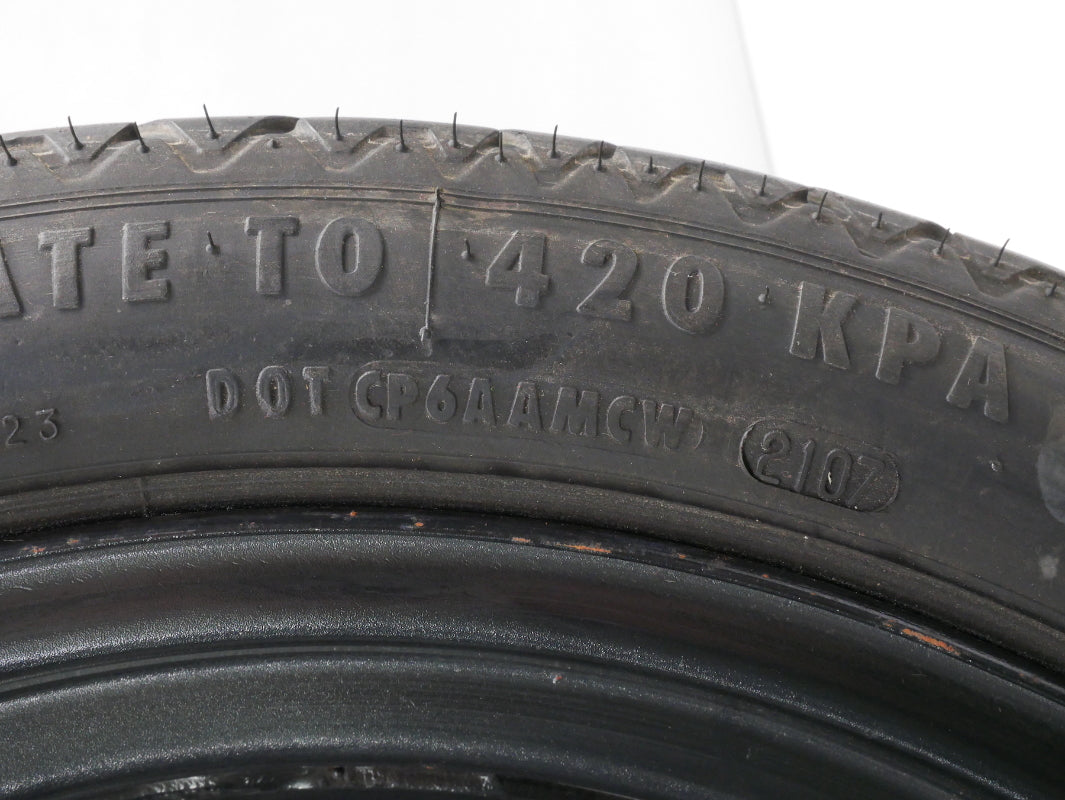 ATE TO 420 KPA
DOT CP6AAMCW 2107
23